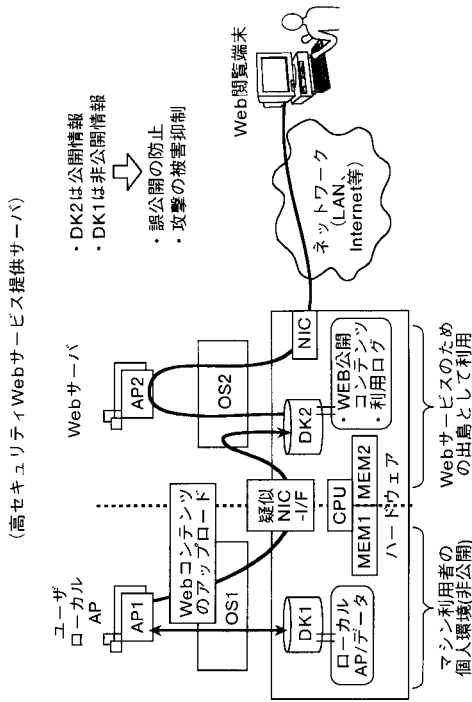 (高セキュリティWebサービス提供サーバ)
・DK2は公開情報
・DK1は非公開情報
・誤公開の防止
・攻撃の被害抑制
ユーザ
ローカル
AP
AP1
Webサーバ
AP2
Webコンテンツ
のアップロード
OS1
OS2
疑似
NIC
-I/F
NIC
DK1
DK2
ローカル
AP/データ
・WEB公開
コンテンツ
・利用ログ
CPU
MEM1
MEM2
ハードウェア
マシン利用者の
個人環境(非公開)
Webサービスのため
の出島として利用
ネットワーク
(LAN、
Internet等)
Web閲覧端末